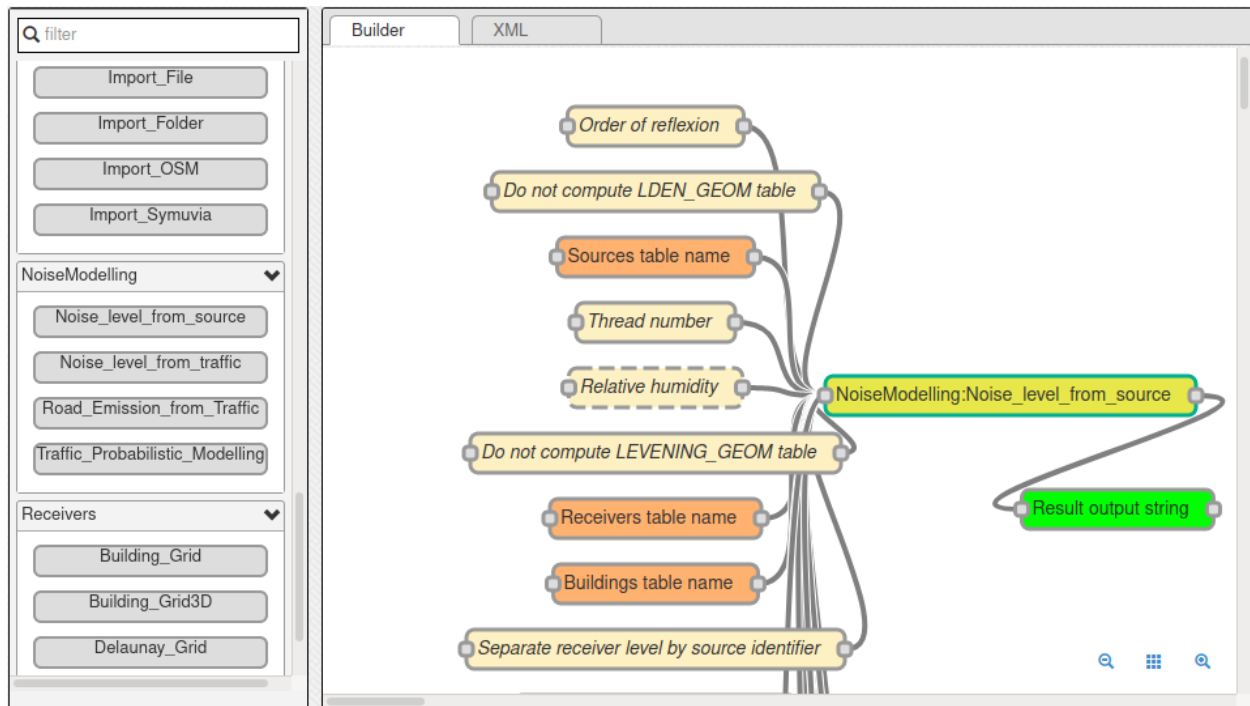 filter
Import_File
Import_Folder
Import_OSM
Import_Symuvia
NoiseModelling
Noise_level_from_source
Noise_level_from_traffic
Road_Emission_from_Traffic
Traffic_Probabilistic_Modelling
Receivers
Building_Grid
Building_Grid3D
Delaunay_Grid
Builder
XML
Order of reflexion
Do not compute LDEN_GEOM table
Sources table name
Thread number
Relative humidity
NoiseModelling:Noise_level_from_source
Do not compute LEVENING_GEOM table
Receivers table name
Result output string
Buildings table name
Separate receiver level by source identifier